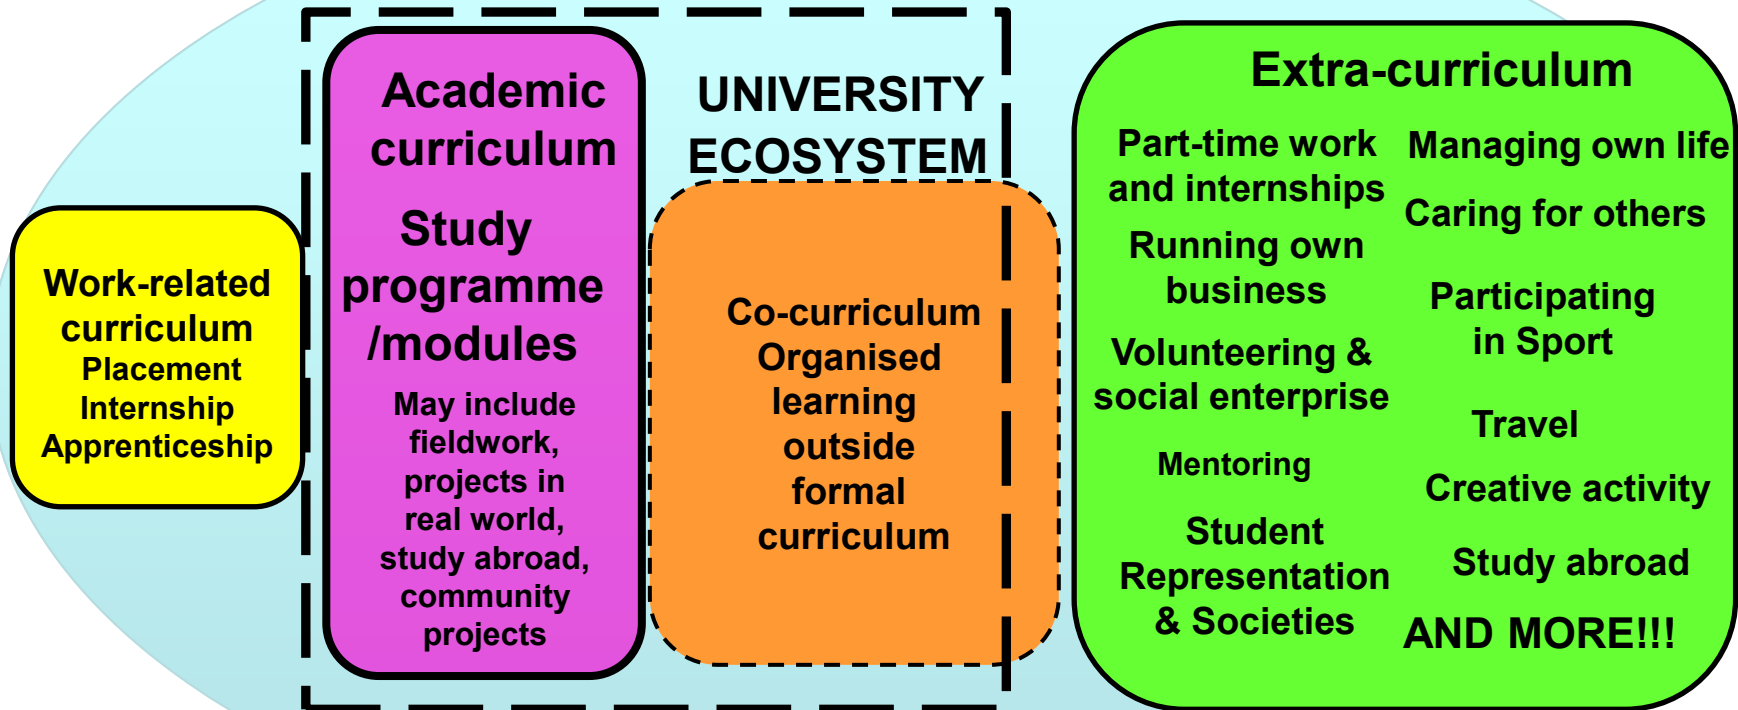 Work-related
curriculum
Placement
Internship
Apprenticeship
Academic
curriculum
Study
programme
/modules
May include
fieldwork,
projects in
real world,
study abroad,
community
projects
UNIVERSITY
ECOSYSTEM
Co-curriculum
Organised
learning
outside
formal
curriculum
Extra-curriculum
Part-time work
and internships
Running own
business
Volunteering &
social enterprise
Mentoring
Student
Representation
& Societies
Managing own life
Caring for others
Participating
in Sport
Travel
Creative activity
Study abroad
AND MORE!!!